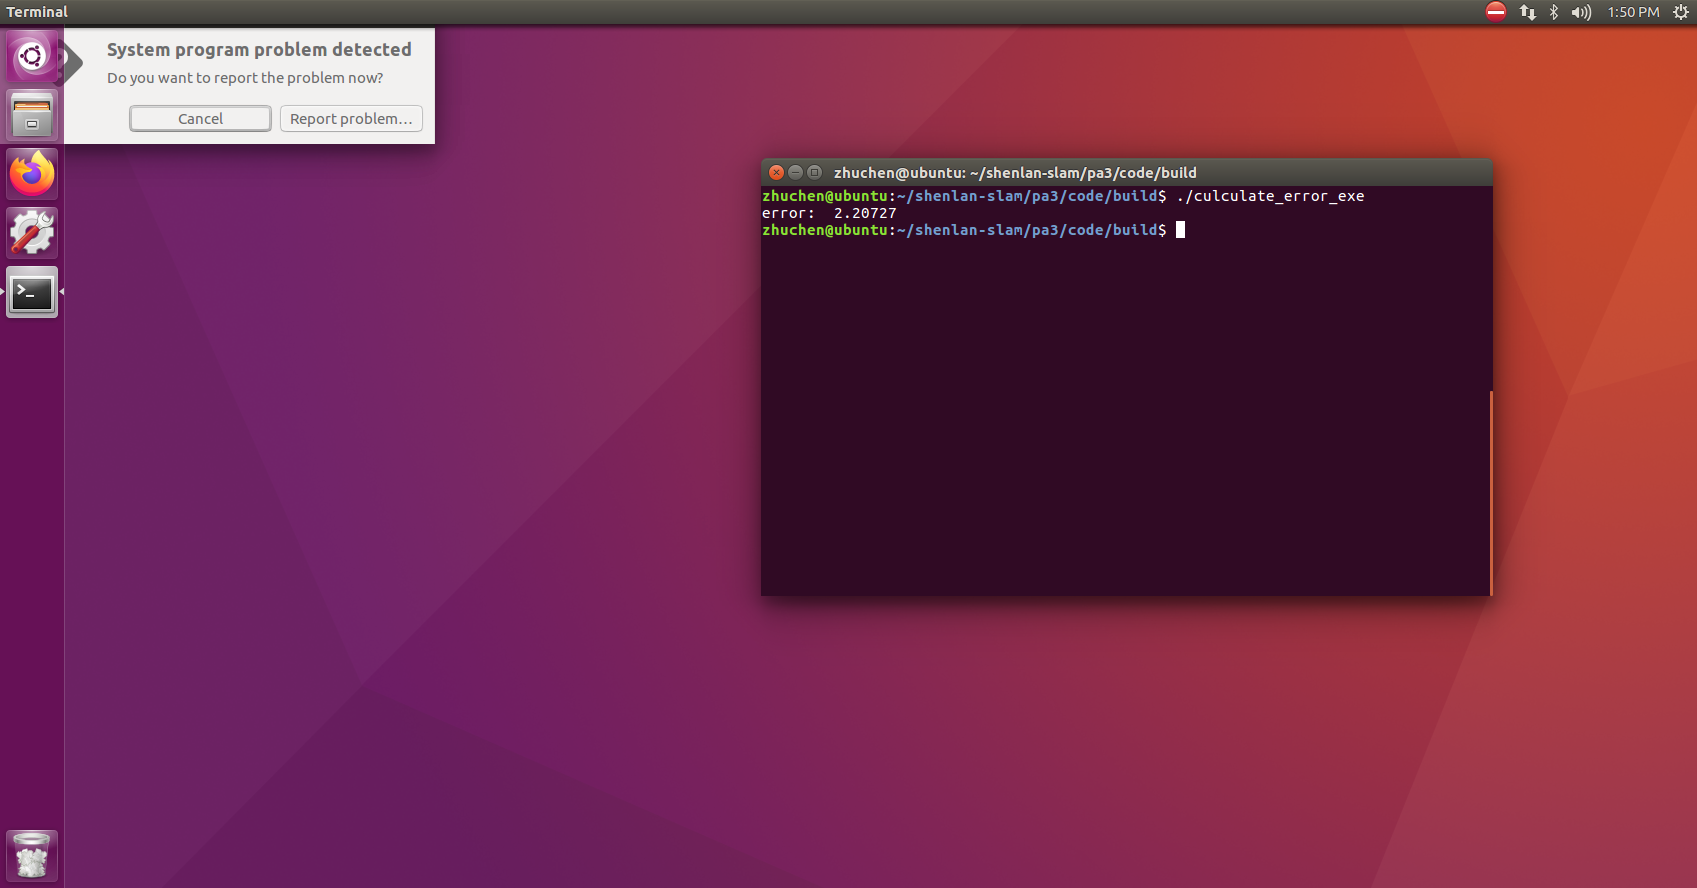 Terminal
1:50 PM
System program problem detected
Do you want to report the problem now?
Cancel
Report problem...
zhuchen@ubuntu: ~/shenlan-slam/pa3/code/build
zhuchen@ubuntu:~/shenlan-slam/pa3/code/build$ ./culculate_error_exe
error:  2.20727
zhuchen@ubuntu:~/shenlan-slam/pa3/code/build$